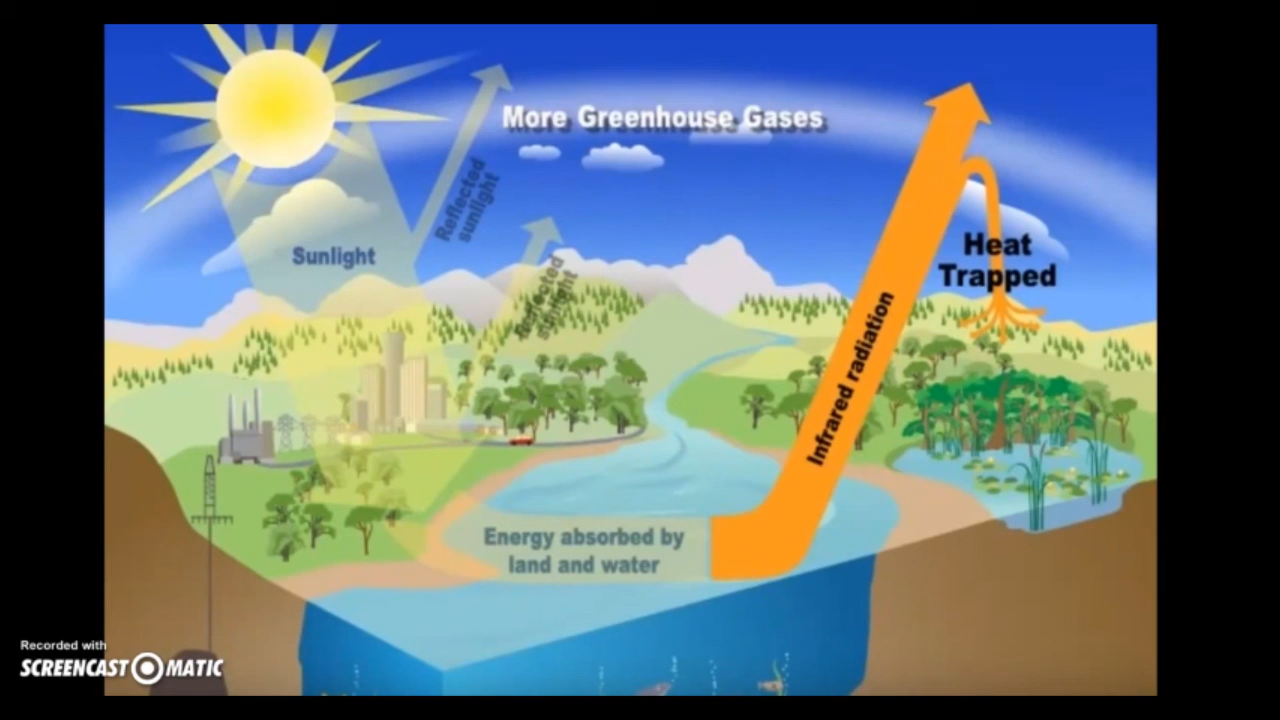 More Greenhouse Gases
Reflected
sunlight
Sunlight
Reflected
sunlight
Heat
Trapped
Infrared radiation
Energy absorbed by
land and water
Recorded with
SCREENCAST MATIC